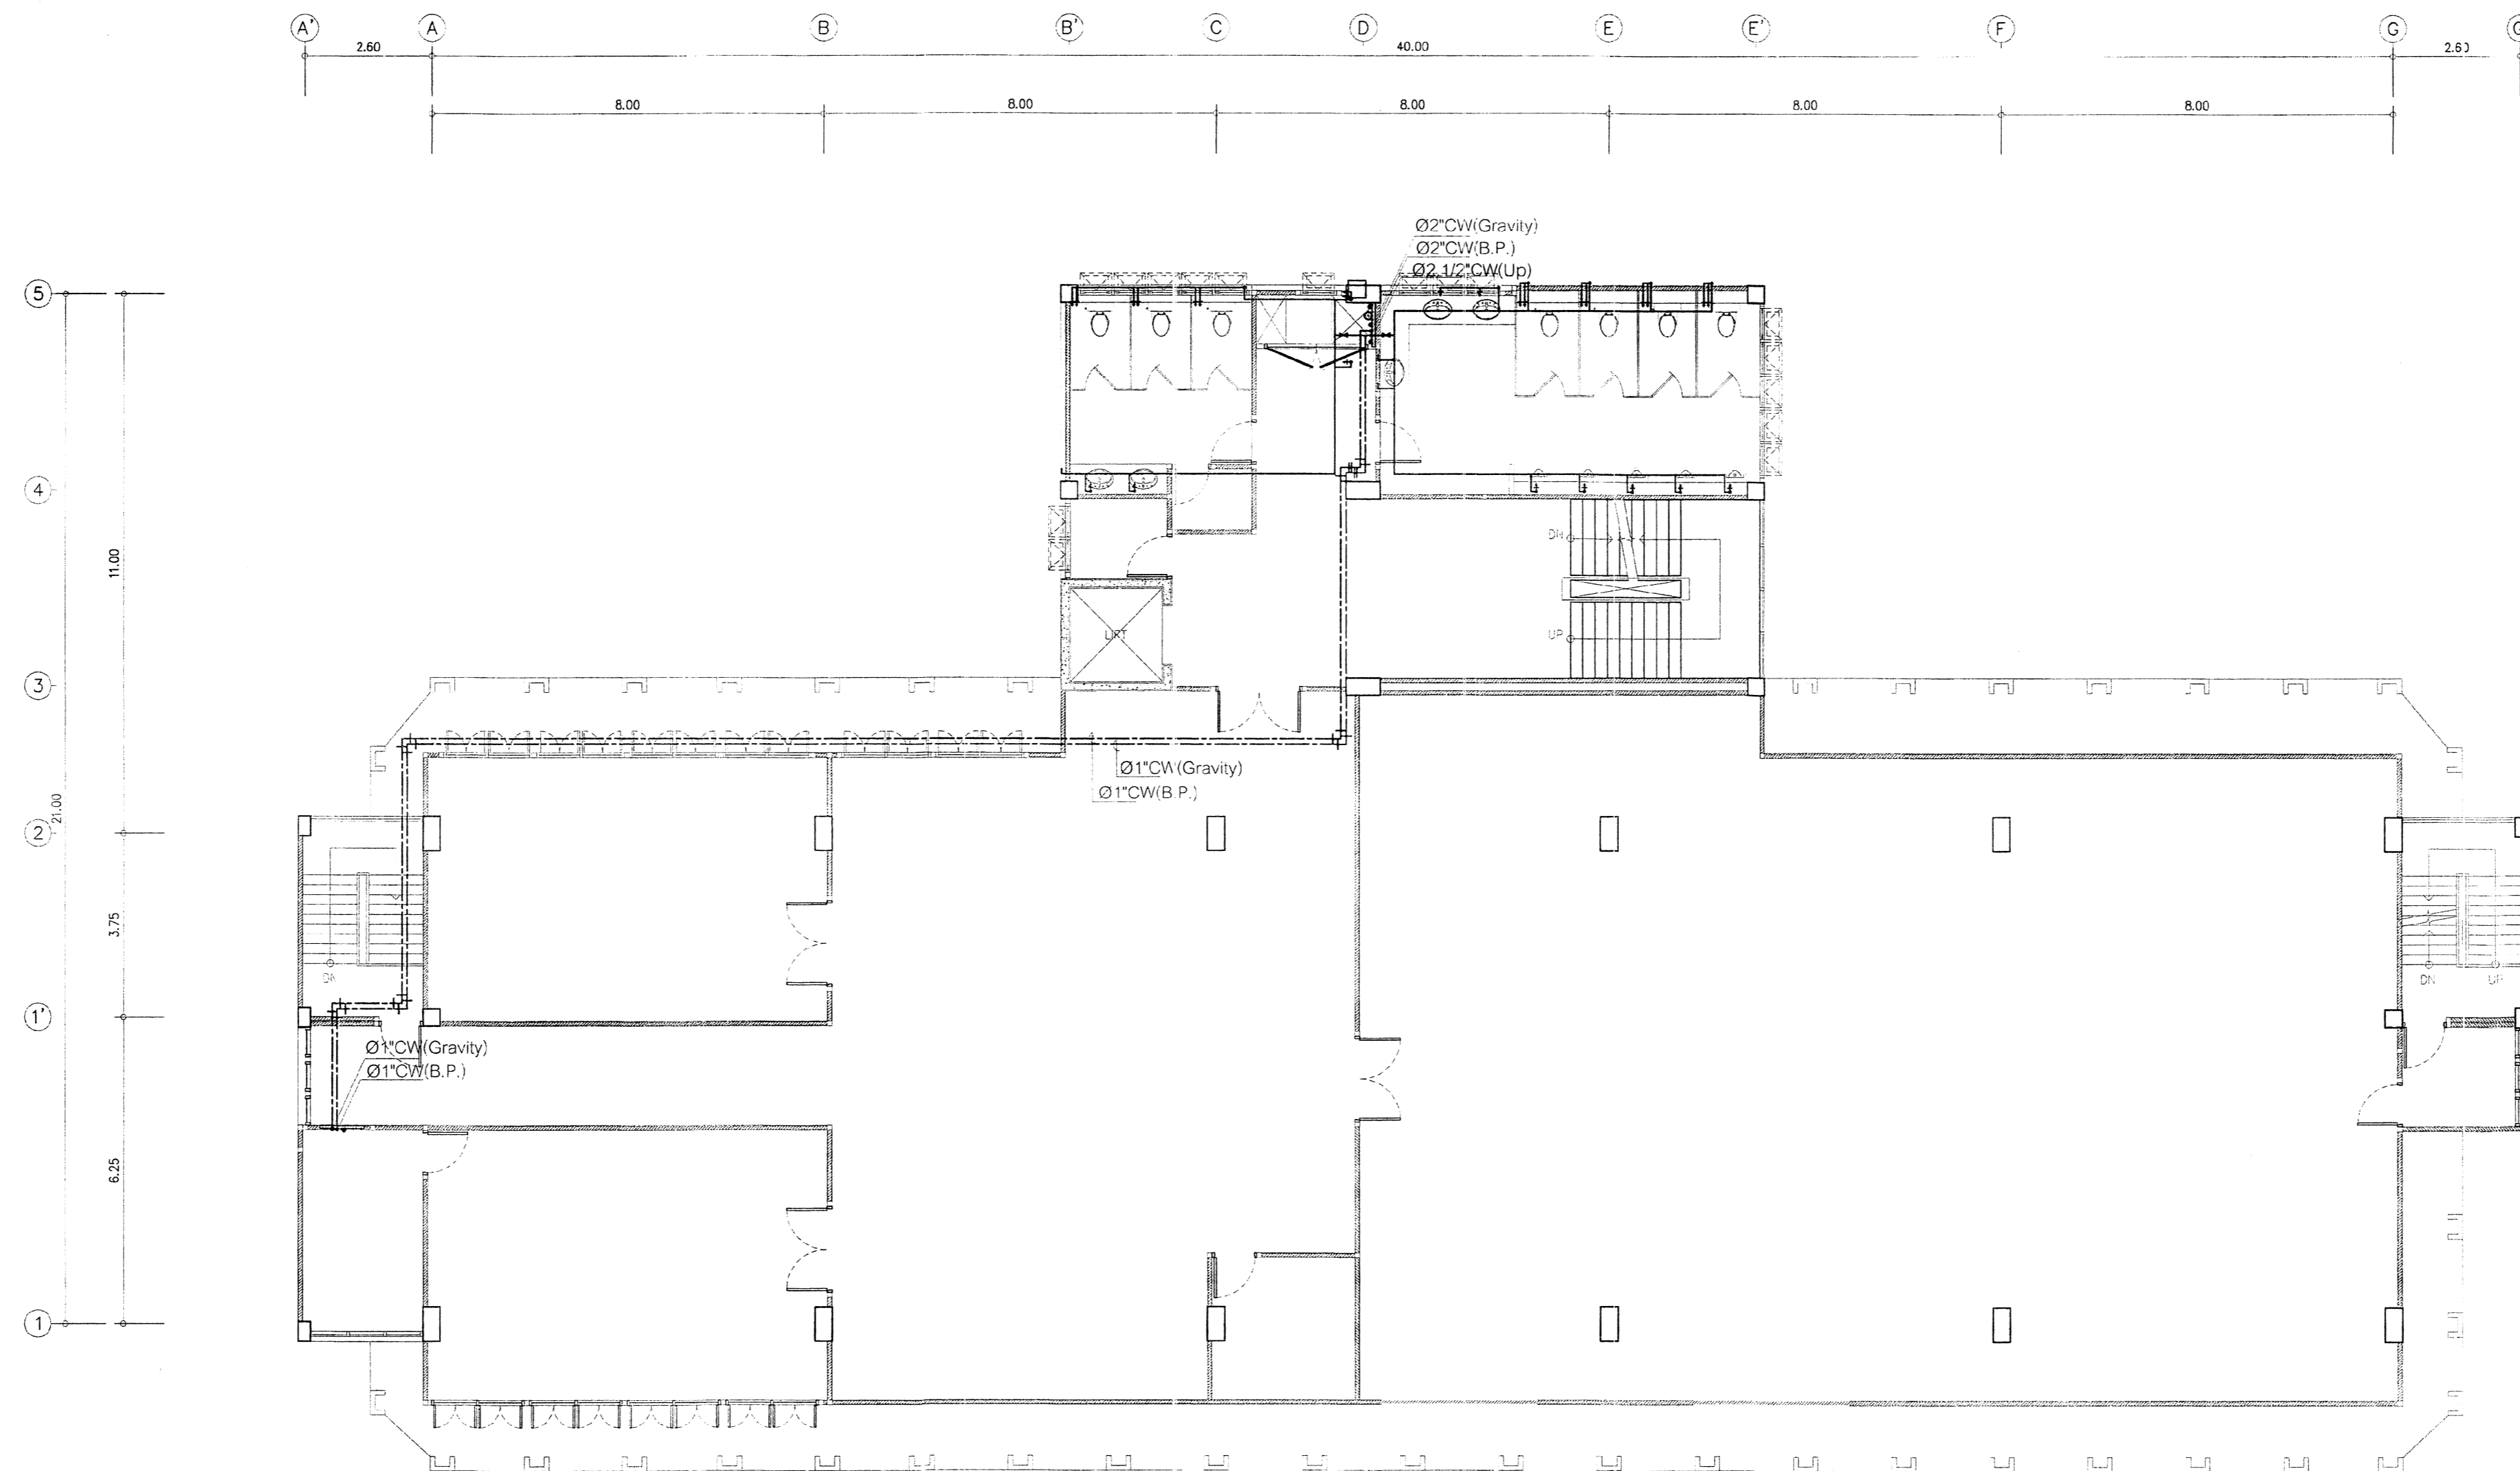 A' A B B' C D E E' F G
2.60 40.00 2.60
8.00 8.00 8.00 8.00 8.00
Ø2"CW(Gravity)
Ø2"CW(B.P.)
Ø2 1/2"CW(Up)
5
4
11.00
DN
UP
LIFT
3
Ø1"CW(Gravity)
Ø1"CW(B.P.)
21.00
2
3.75
DN
DN UP
1'
Ø1"CW(Gravity)
Ø1"CW(B.P.)
6.25
1